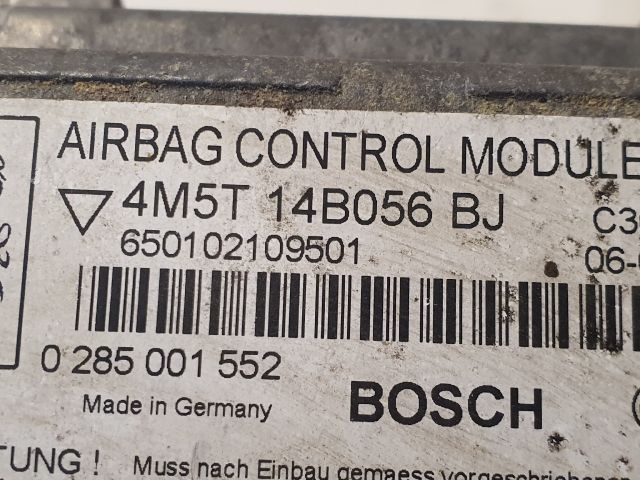 AIRBAG CONTROL MODULE
4M5T 14B056 BJ
650102109501
06-
0 285 001 552
Made in Germany
BOSCH
TUNG ! Muss nach Einbau gemaess vorgeschriebener